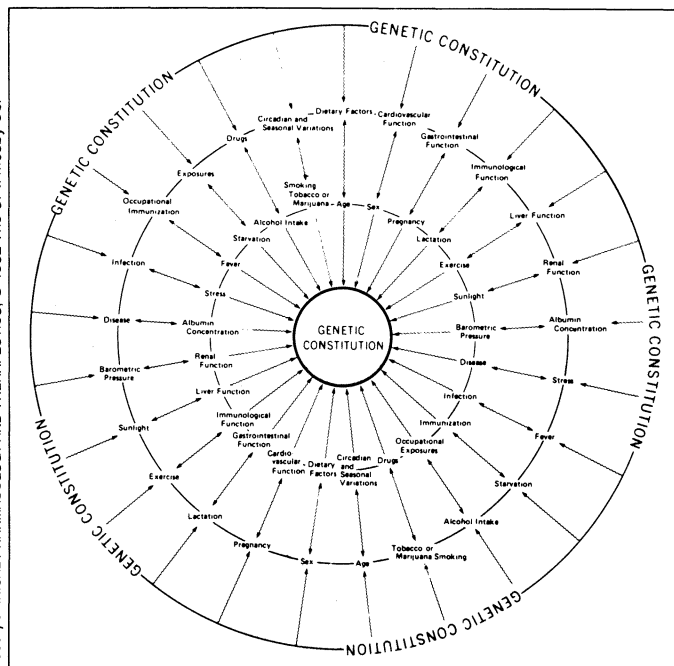 GENETIC CONSTITUTION
GENETIC CONSTITUTION
GENETIC CONSTITUTION
GENETIC CONSTITUTION
GENETIC CONSTITUTION
Dietary Factors
Cardiovascular
Function
Gastrointestinal
Function
Immunological
Function
Liver Function
Renal
Function
Albumin
Concentration
Stress
Fever
Starvation
Alcohol Intake
Tobacco or
Marijuana Smoking
Age
Sex
Pregnancy
Lactation
Exercise
Sunlight
Barometric
Pressure
Disease
Infection
Occupational
Immunization
Exposures
Drugs
Circadian and
Seasonal Variations
Age
Sex
Pregnancy
Lactation
Exercise
Sunlight
Barometric
Pressure
Disease
Infection
Immunization
Occupational
Exposures
Drugs
Circadian
and
Seasonal
Variations
Dietary
Factors
Cardio
vascular
Function
Gastrointestinal
Function
Immunological
Function
Liver Function
Renal
Function
Albumin
Concentration
Stress
Fever
Starvation
Alcohol Intake
Smoking
Tobacco or
Marijuana
GENETIC
CONSTITUTION